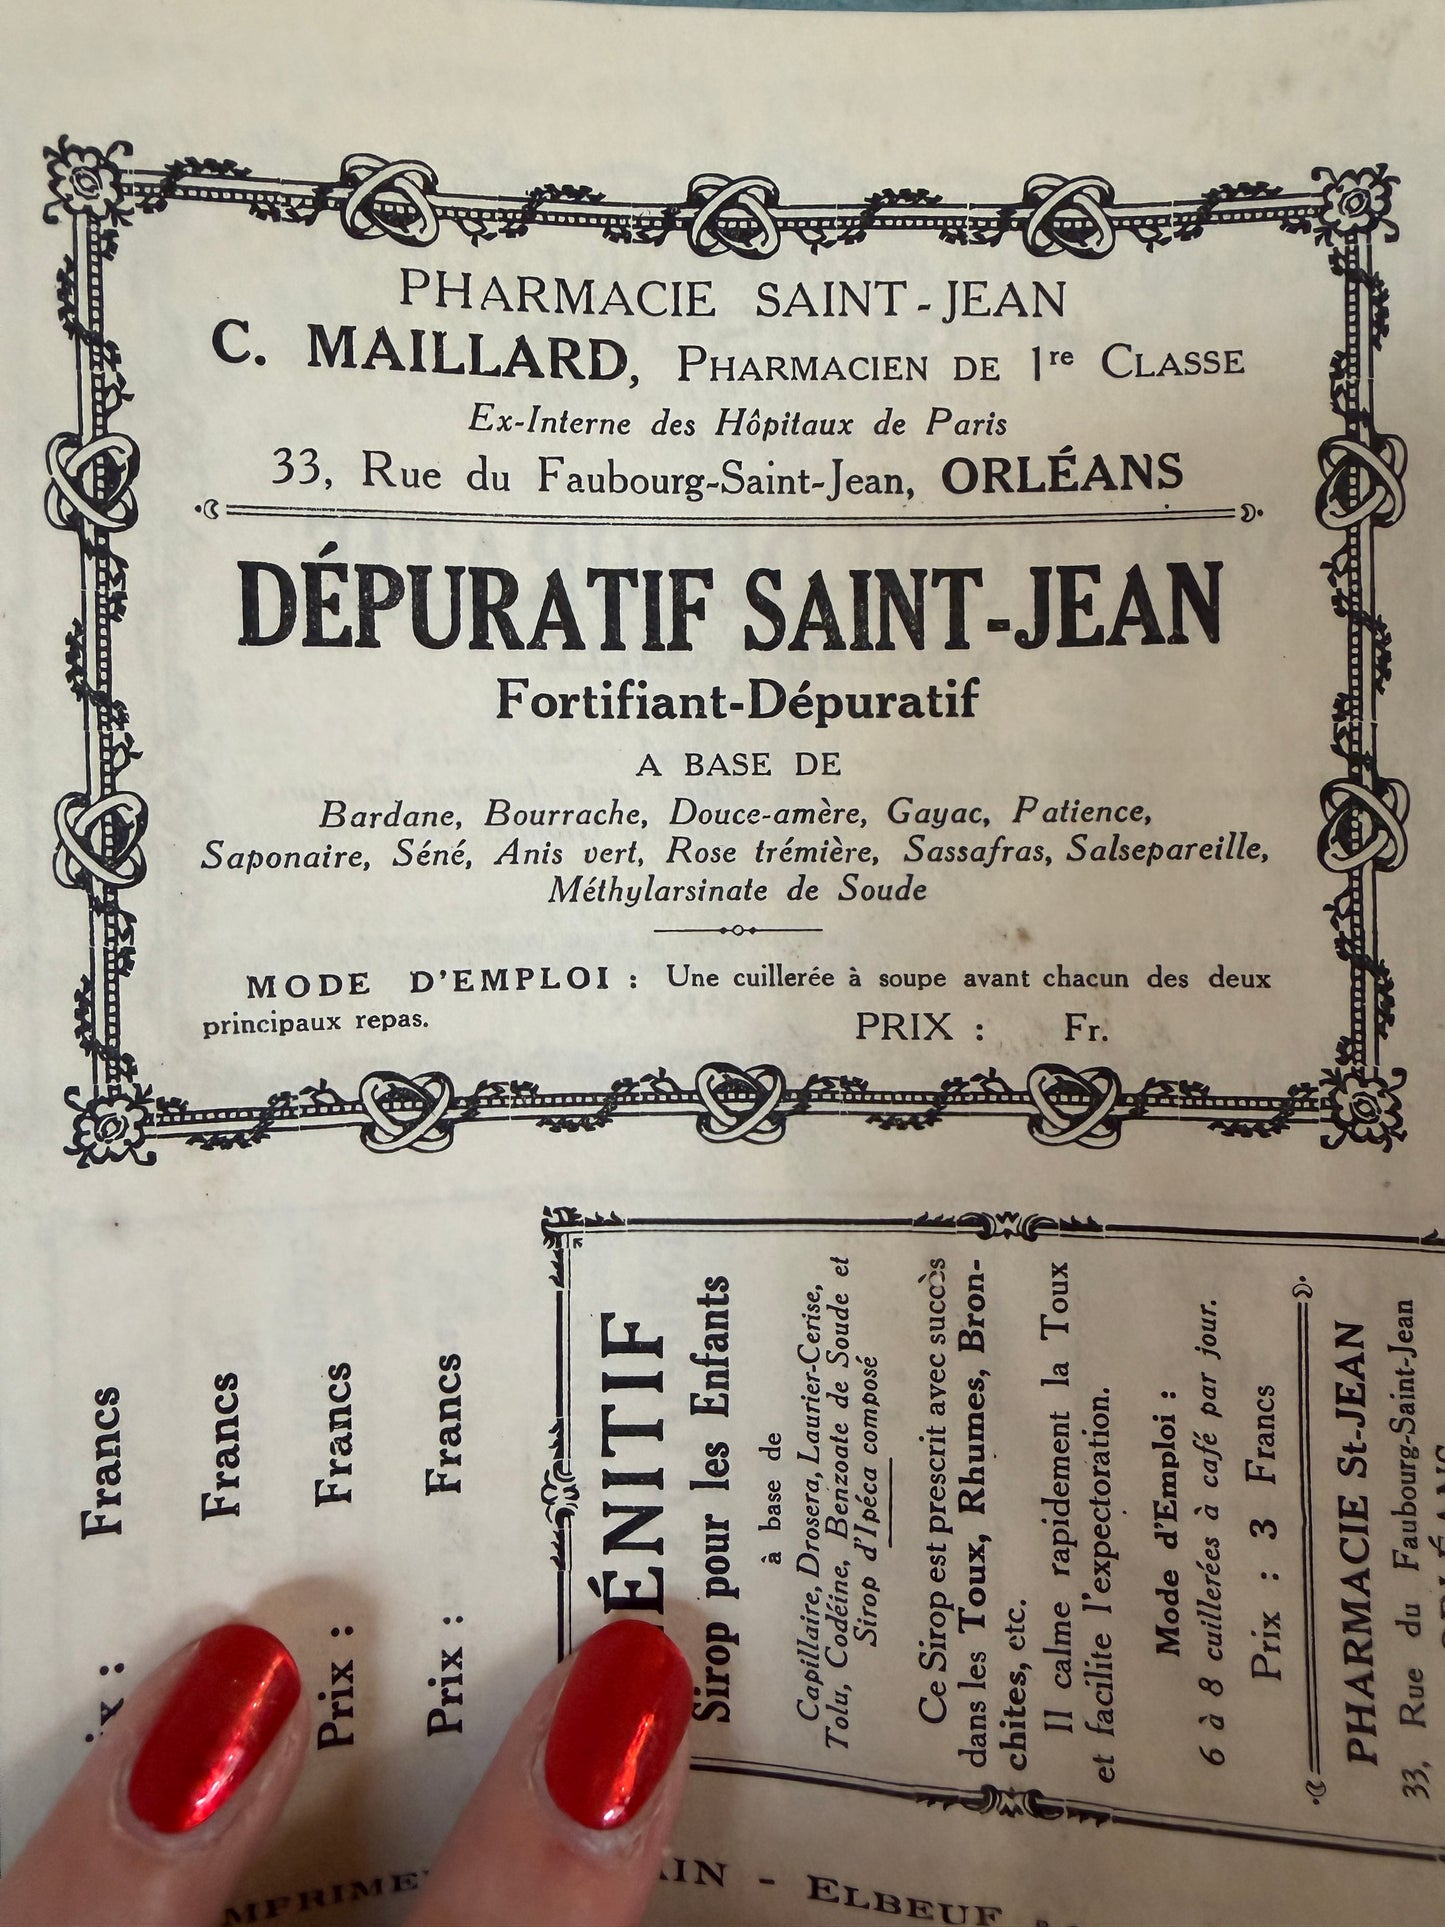 PHARMACIE SAINT-JEAN
C. MAILLARD, PHARMACIEN DE 1re CLASSE
Ex-Interne des Hôpitaux de Paris
33, Rue du Faubourg-Saint-Jean, ORLÉANS
DÉPURATIF SAINT-JEAN
Fortifiant-Dépuratif
A BASE DE
Bardane, Bourrache, Douce-amère, Gayac, Patience,
Saponaire, Séné, Anis vert, Rose trémière, Sassafras, Salsepareille,
Méthylarsinate de Soude
MODE D'EMPLOI : Une cuillerée à soupe avant chacun des deux
principaux repas.
PRIX : Fr.
Francs
Francs
Prix : Francs
Prix : Francs
Sirop pour les Enfants
à base de
Capillaire, Drosera, Laurier-Cerise,
Tolu, Codéine, Benzoate de Soude et
Sirop d'Ipéca composé
Ce Sirop est prescrit avec succès
dans les Toux, Rhumes, Bron-
chites, etc.
Il calme rapidement la Toux
et facilite l'expectoration.
Mode d'Emploi :
6 à 8 cuillerées à café par jour.
Prix : 3 Francs
PHARMACIE St-JEAN
33, Rue du Faubourg-Saint-Jean
- ELBEUF